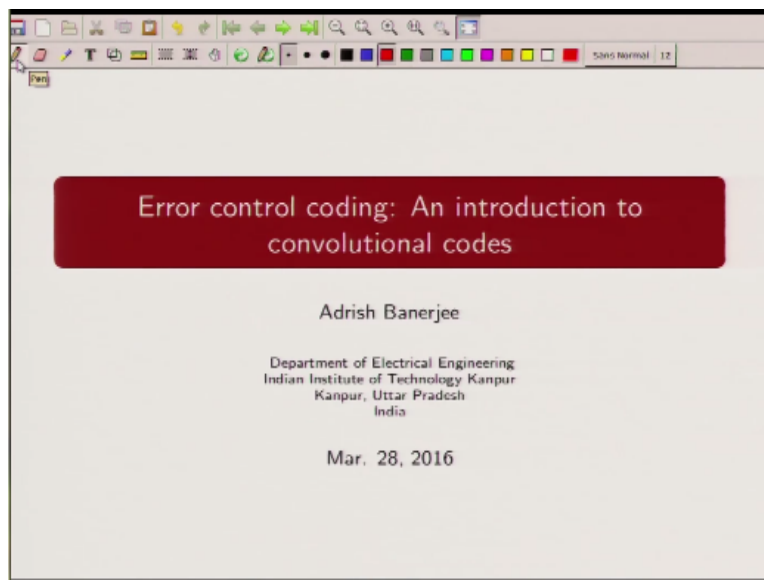 Sans Normal 12
Pen
Error control coding: An introduction to
convolutional codes
Adrish Banerjee
Department of Electrical Engineering
Indian Institute of Technology Kanpur
Kanpur, Uttar Pradesh
India
Mar. 28, 2016